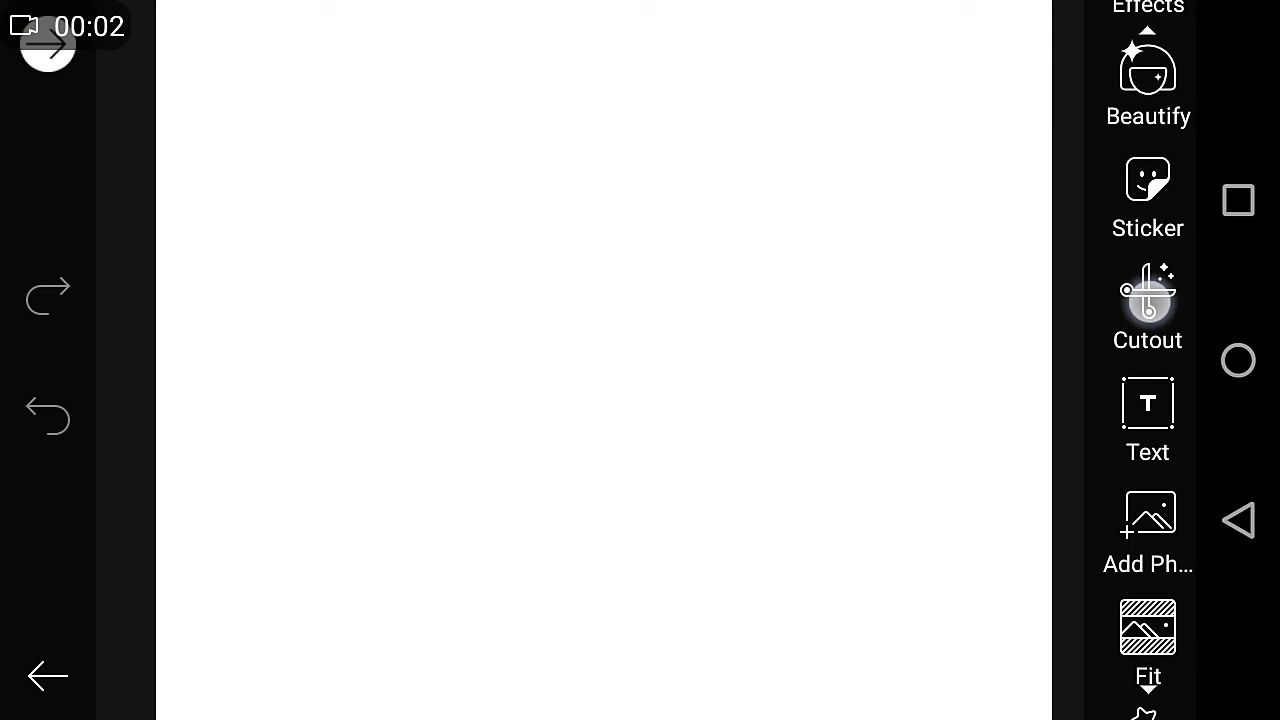 00:02
Effects
Beautify
Sticker
Cutout
T
Text
Add Ph...
Fit